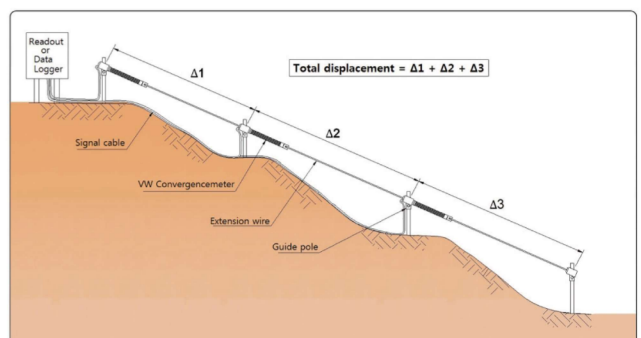 Readout
or
Data
Logger
Δ1
Total displacement = Δ1 + Δ2 + Δ3
Δ2
Signal cable
VW Convergencemeter
Δ3
Extension wire
Guide pole